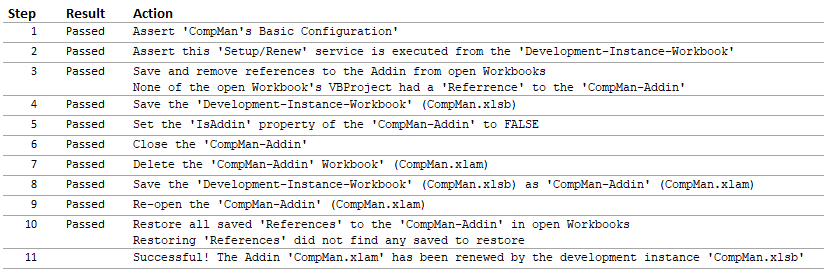 Step Result Action
1 Passed Assert 'CompMan's Basic Configuration'
2 Passed Assert this 'Setup/Renew' service is executed from the 'Development-Instance-Workbook'
3 Passed Save and remove references to the Addin from open Workbooks
None of the open Workbook's VBProject had a 'Referrence' to the 'CompMan-Addin'
4 Passed Save the 'Development-Instance-Workbook' (CompMan.xlsb)
5 Passed Set the 'IsAddin' property of the 'CompMan-Addin' to FALSE
6 Passed Close the 'CompMan-Addin'
7 Passed Delete the 'CompMan-Addin' Workbook' (CompMan.xlam)
8 Passed Save the 'Development-Instance-Workbook' (CompMan.xlsb) as 'CompMan-Addin' (CompMan.xlam)
9 Passed Re-open the 'CompMan-Addin' (CompMan.xlam)
10 Passed Restore all saved 'References' to the 'CompMan-Addin' in open Workbooks
Restoring 'References' did not find any saved to restore
11 Successful! The Addin 'CompMan.xlam' has been renewed by the development instance 'CompMan.xlsb'